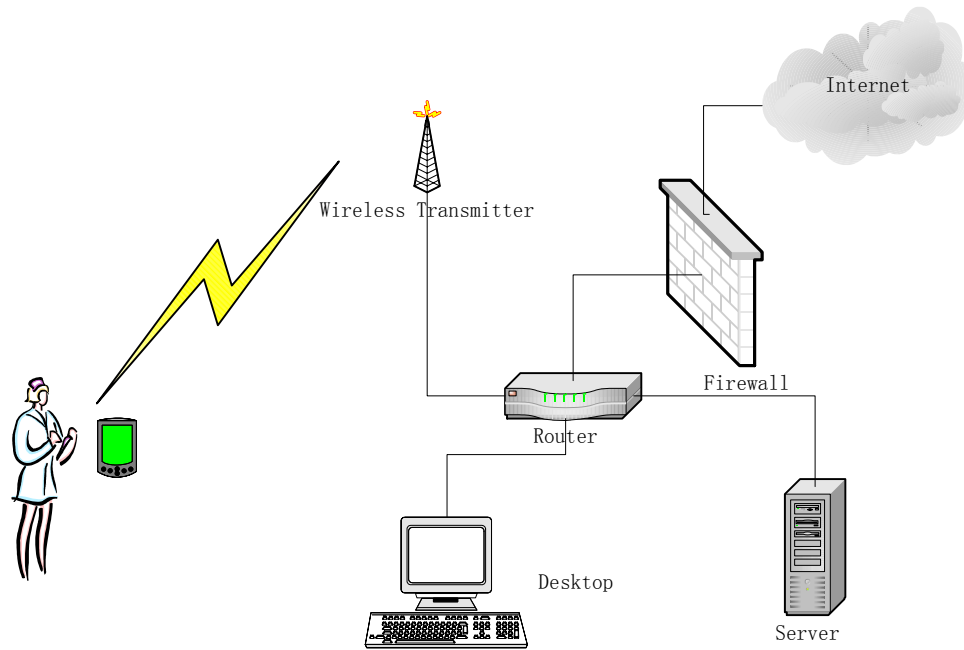 Internet
Wireless Transmitter
Firewall
Router
Desktop
Server